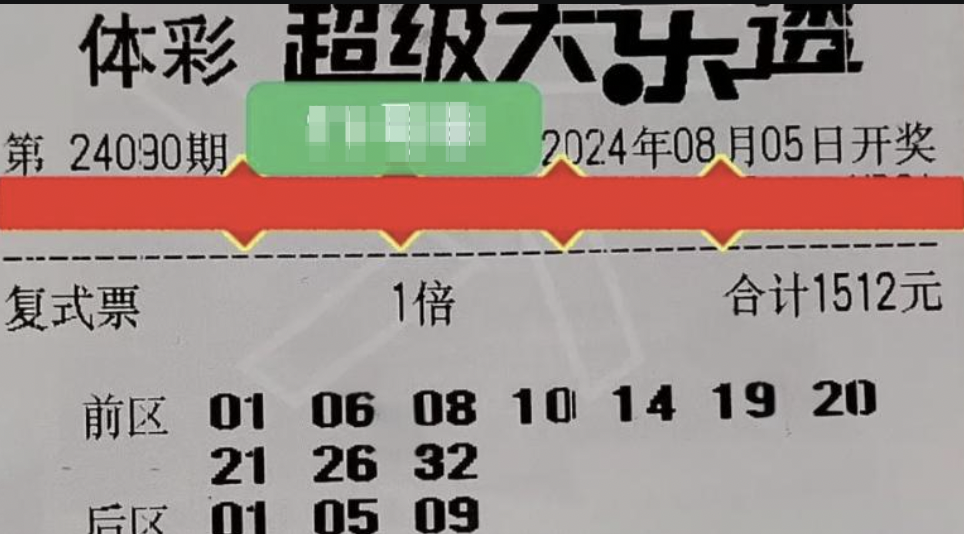 体彩 超级大乐透
第 24090期 2024年08月05日开奖
复式票 1倍 合计1512元
前区 01 06 08 10 14 19 20
21 26 32
后区 01 05 09